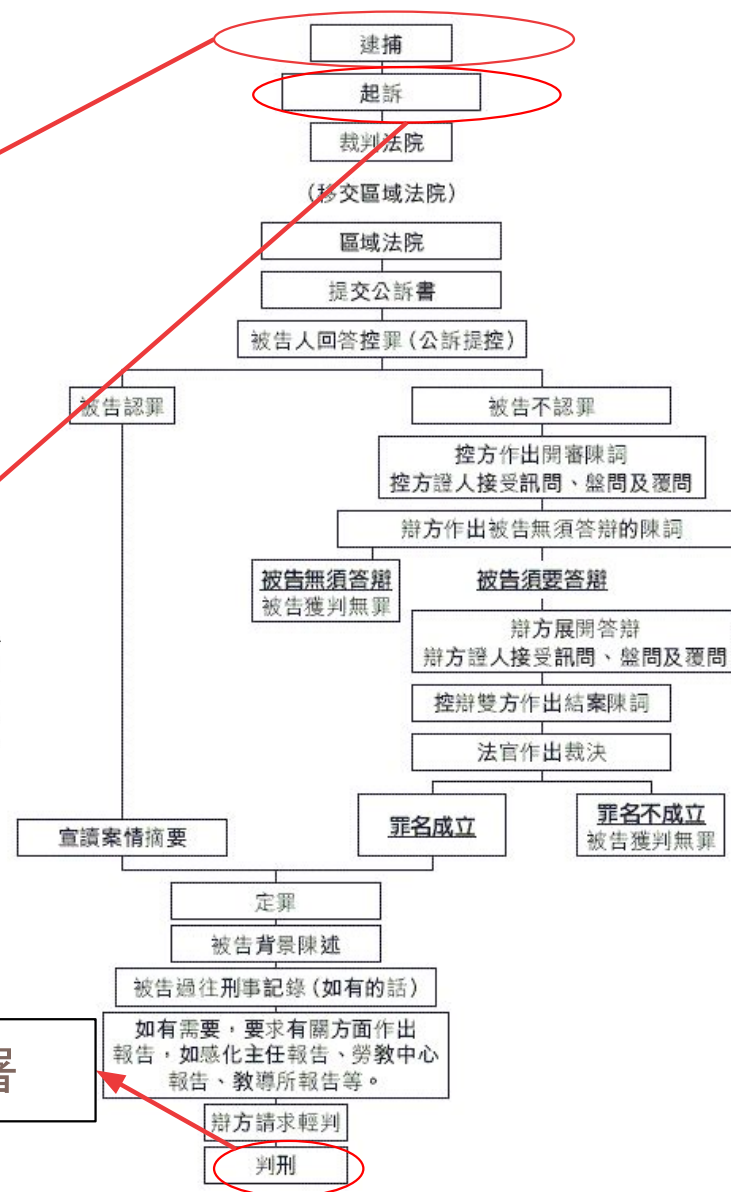 逮捕
起訴
裁判法院
(移交區域法院)
區域法院
提交公訴書
被告人回答控罪(公訴提控)
被告認罪
被告不認罪
控方作出開審陳詞
控方證人接受訊問、盤問及覆問
辯方作出被告無須答辯的陳詞
被告無須答辯
被告獲判無罪
被告須要答辯
辯方展開答辯
辯方證人接受訊問、盤問及覆問
控辯雙方作出結案陳詞
法官作出裁決
宣讀案情摘要
罪名成立
罪名不成立
被告獲判無罪
定罪
被告背景陳述
被告過往刑事記錄(如有的話)
如有需要，要求有關方面作出
報告，如感化主任報告、勞教中心
報告、教導所報告等。
署
辯方請求輕判
判刑